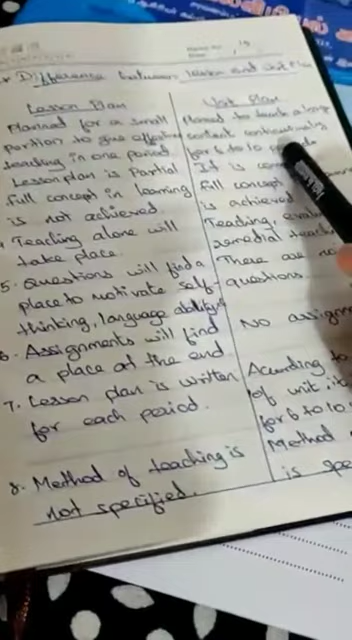 * Difference between lesson and Unit Plan
Lesson Plan
Planned for a small
portion to give effective
teaching in one period
Lesson plan is Partial
full concept in learning
is not achieved.
Teaching alone will
take place.
5. Questions will find a
place to motivate self-
thinking, language ability
6. Assignments will find
a place at the end
7. Lesson plan is written
for each period.
8. Method of teaching is
not specified.
Unit Plan
Planned to teach a large
content continuously
for 6 to 10
It is
full concept
is achieved.
Teaching,
remedial
There are no
questions
No
According to
of unit. it
for 6 to 10
Method
is